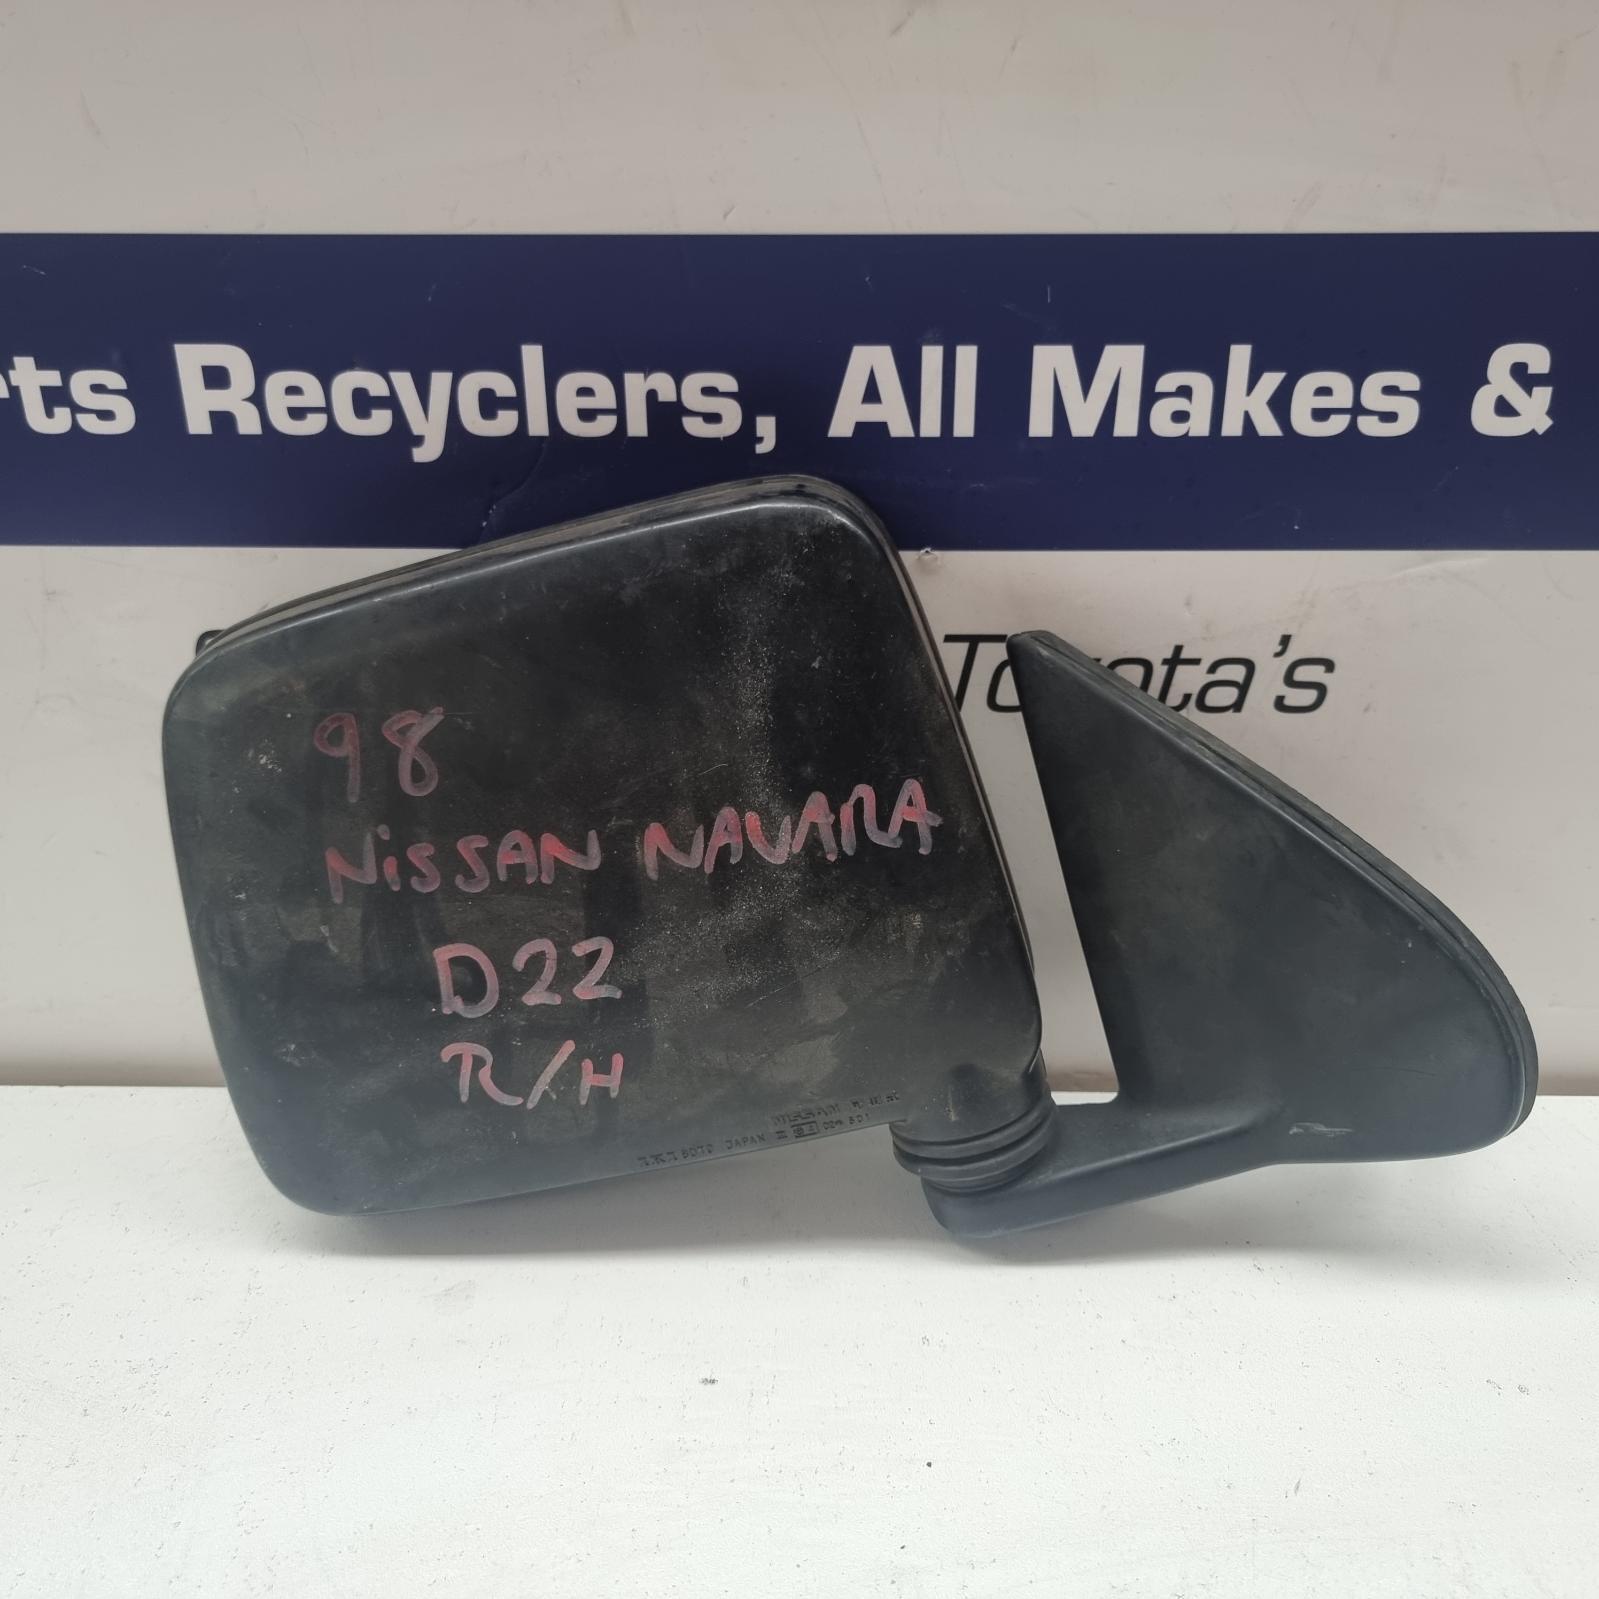 rts Recyclers, All Makes &
Toyota's
98
NiSSAN NAVARA
D22
R/H
NISSAN
JAPAN